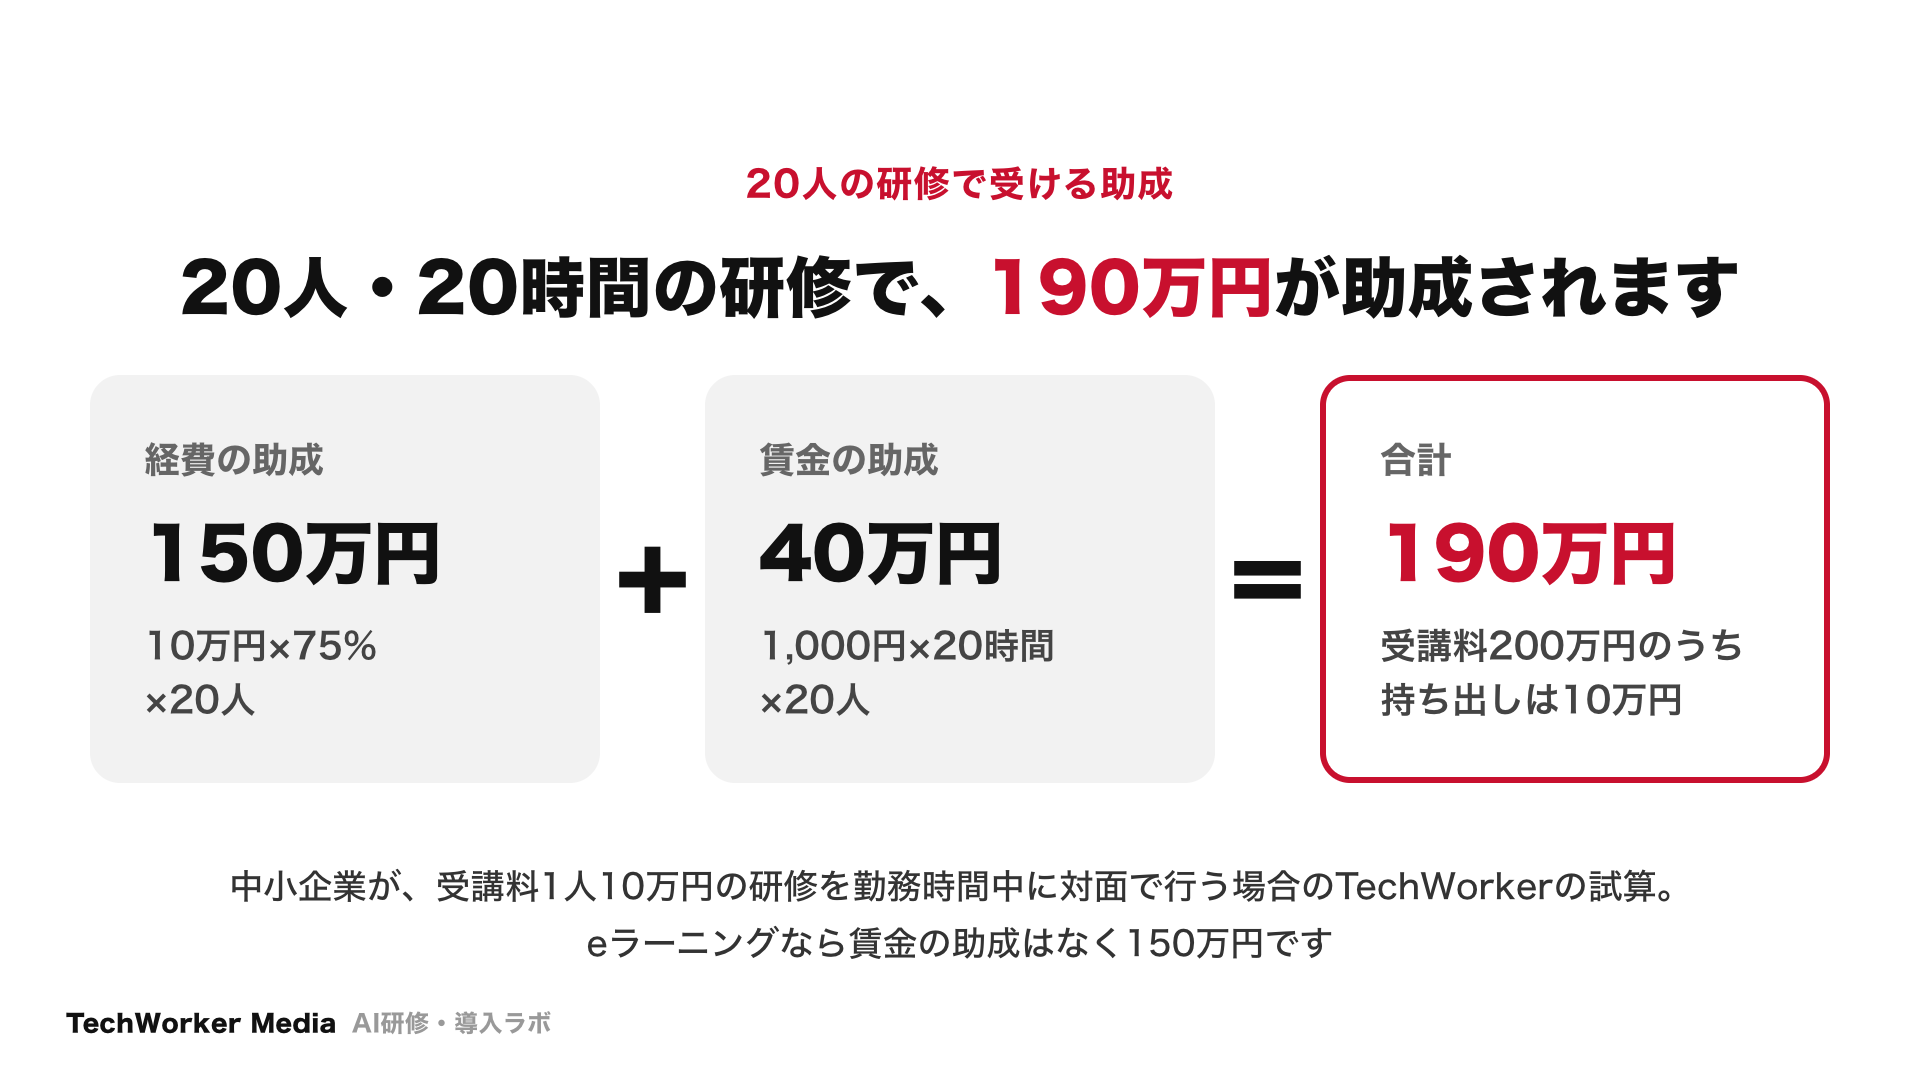 20人の研修で受ける助成
20人・20時間の研修で、190万円が助成されます
経費の助成
150万円
10万円×75%
×20人
+
賃金の助成
40万円
1,000円×20時間
×20人
=
合計
190万円
受講料200万円のうち
持ち出しは10万円
中小企業が、受講料1人10万円の研修を勤務時間中に対面で行う場合のTechWorkerの試算。
eラーニングなら賃金の助成はなく150万円です
TechWorker Media AI研修・導入ラボ